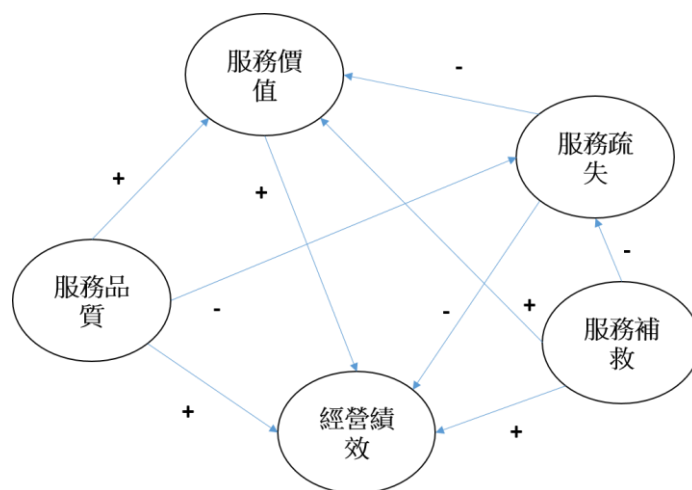 服務價
值
-
服務疏
失
+
+
-
服務品
質
-
-
+
服務補
救
+
經營績
效
+